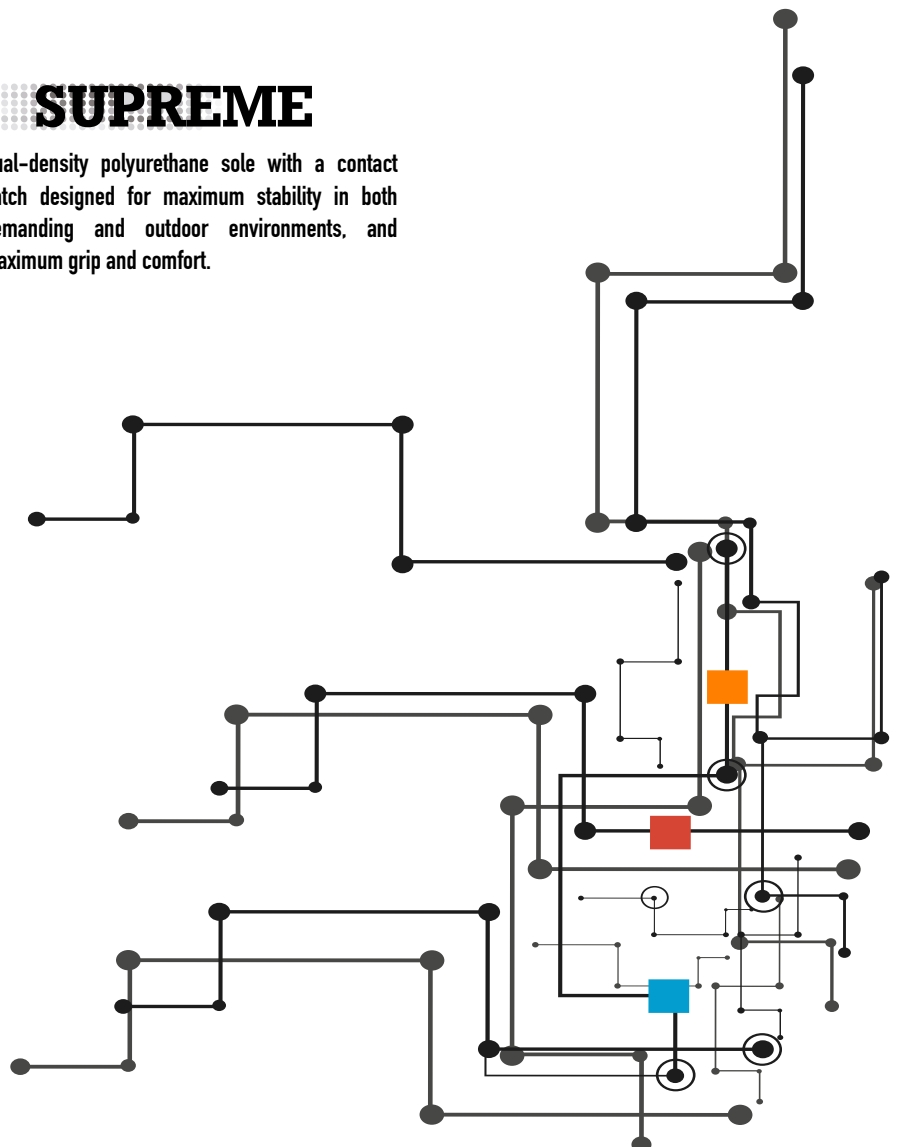 SUPREME
ual-density polyurethane sole with a contact
atch designed for maximum stability in both
emanding and outdoor environments, and
aximum grip and comfort.